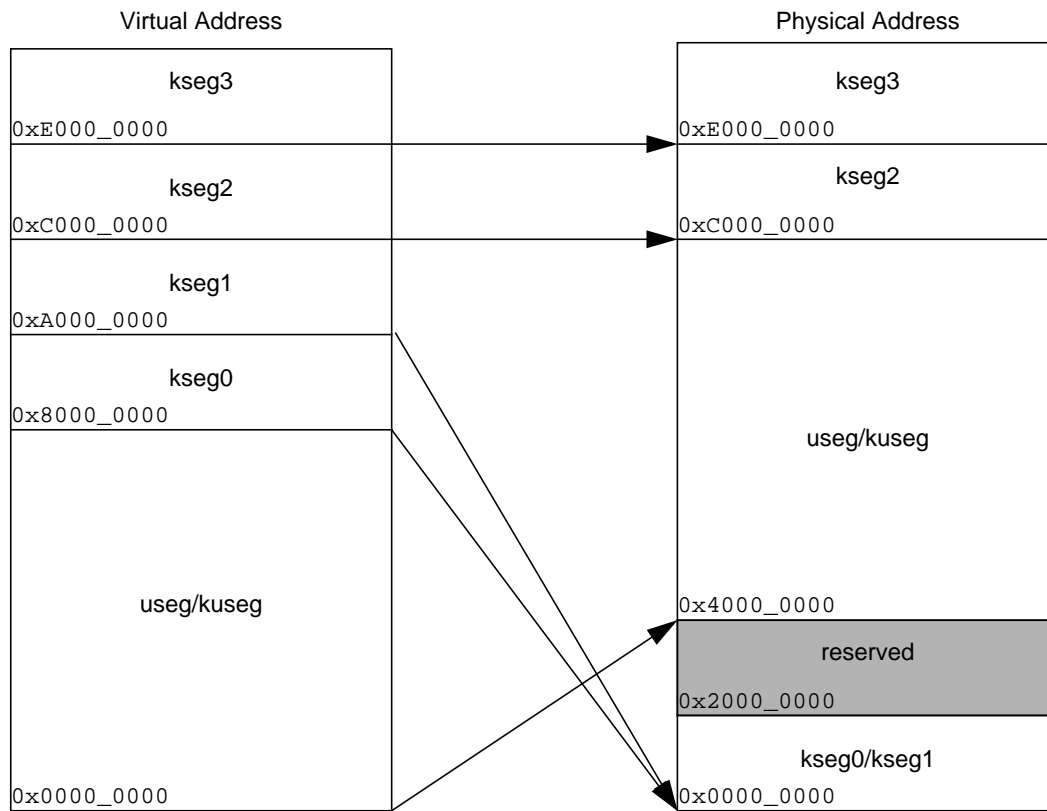 Virtual Address
Physical Address
kseg3
0xE000_0000
kseg2
0xC000_0000
kseg1
0xA000_0000
kseg0
0x8000_0000
useg/kuseg
0x0000_0000
kseg3
0xE000_0000
kseg2
0xC000_0000
useg/kuseg
0x4000_0000
reserved
0x2000_0000
kseg0/kseg1
0x0000_0000